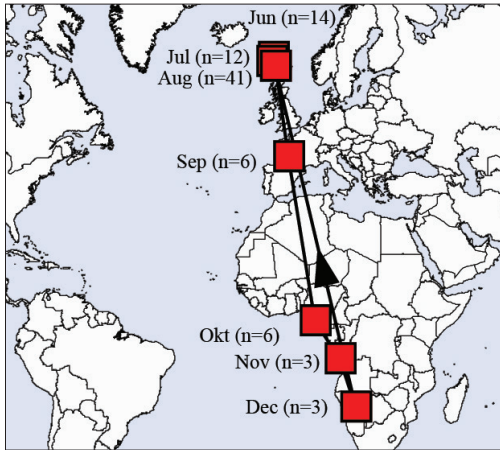 Jun (n=14)
Jul (n=12)
Aug (n=41)
Sep (n=6)
Okt (n=6)
Nov (n=3)
Dec (n=3)